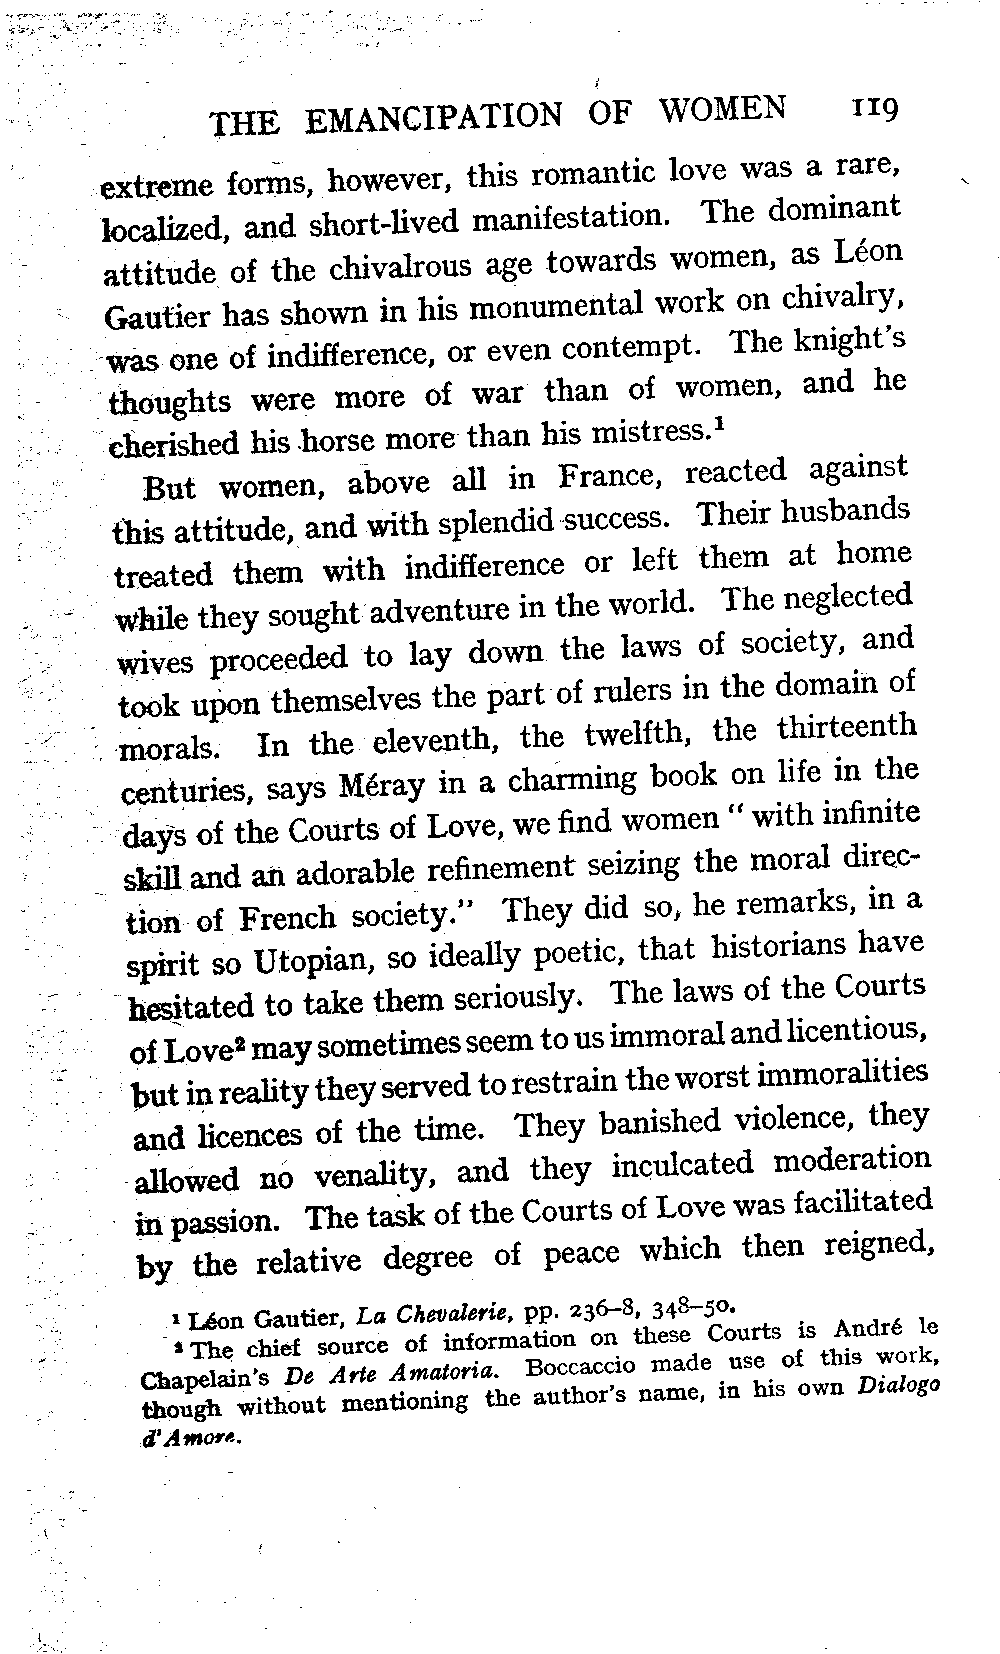 THE EMANCIPATION OF WOMEN 119
extreme forms, however, this romantic love was a rare,
localized, and short-lived manifestation. The dominant
attitude of the chivalrous age towards women, as Léon
Gautier has shown in his monumental work on chivalry,
was one of indifference, or even contempt. The knight's
thoughts were more of war than of women, and he
cherished his horse more than his mistress.¹
But women, above all in France, reacted against
this attitude, and with splendid success. Their husbands
treated them with indifference or left them at home
while they sought adventure in the world. The neglected
wives proceeded to lay down the laws of society, and
took upon themselves the part of rulers in the domain of
morals. In the eleventh, the twelfth, the thirteenth
centuries, says Méray in a charming book on life in the
days of the Courts of Love, we find women “ with infinite
skill and an adorable refinement seizing the moral direc-
tion of French society.” They did so, he remarks, in a
spirit so Utopian, so ideally poetic, that historians have
hesitated to take them seriously. The laws of the Courts
of Love² may sometimes seem to us immoral and licentious,
but in reality they served to restrain the worst immoralities
and licences of the time. They banished violence, they
allowed no venality, and they inculcated moderation
in passion. The task of the Courts of Love was facilitated
by the relative degree of peace which then reigned,
¹ Léon Gautier, La Chevalerie, pp. 236–8, 348–50.
² The chief source of information on these Courts is André le
Chapelain's De Arte Amatoria. Boccaccio made use of this work,
though without mentioning the author's name, in his own Dialogo
d'Amore.